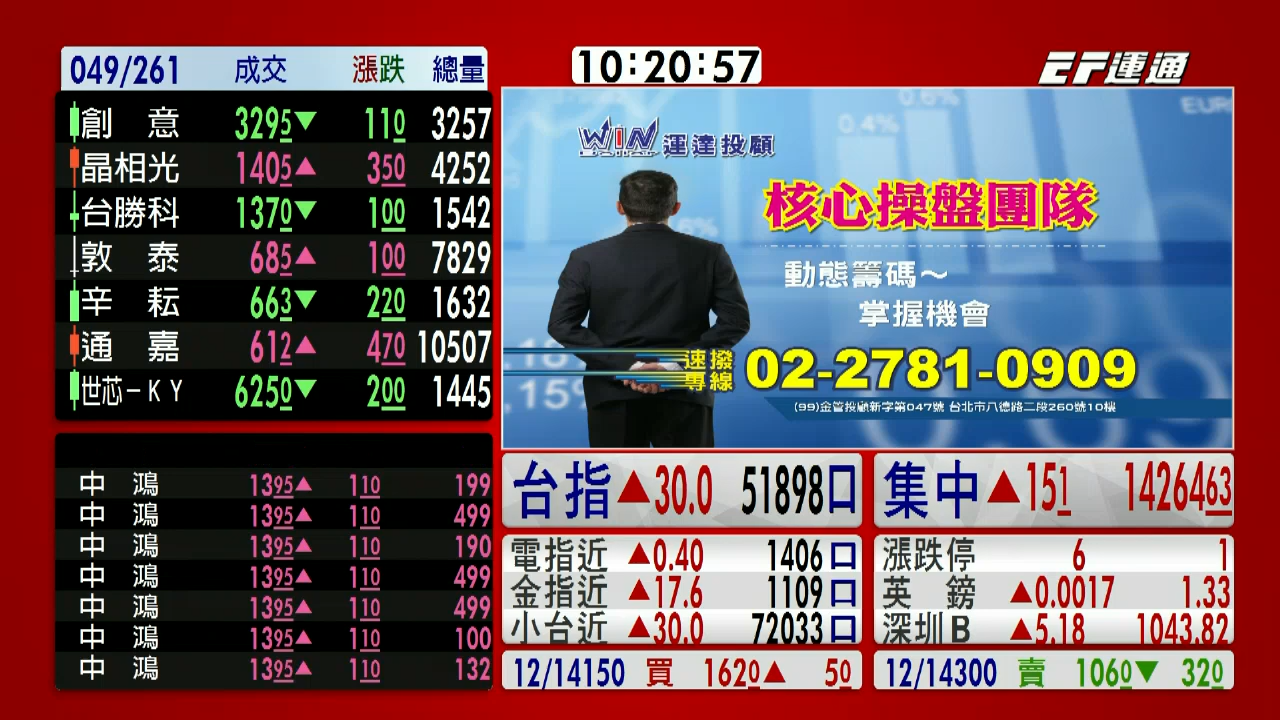 049/261 成交 漲跌 總量
10:20:57
EF運通
創意 3295▼ 110 3257
晶相光 1405▲ 350 4252
台勝科 1370▼ 100 1542
敦泰 685▲ 100 7829
辛耘 663▼ 220 1632
通嘉 612▲ 470 10507
世芯-KY 6250▼ 200 1445
WIN 運達投顧
核心操盤團隊
動態籌碼~
掌握機會
速撥專線 02-2781-0909
(99)金管投顧新字第047號 台北市八德路二段260號10樓
中鴻 1395▲ 110 199
中鴻 1395▲ 110 499
中鴻 1395▲ 110 190
中鴻 1395▲ 110 499
中鴻 1395▲ 110 499
中鴻 1395▲ 110 100
中鴻 1395▲ 110 132
台指▲30.0 51898口
集中▲151 1426463
電指近 ▲0.40 1406口
金指近 ▲17.6 1109口
小台近 ▲30.0 72033口
漲跌停 6 1
英鎊 ▲0.0017 1.33
深圳B ▲5.18 1043.82
12/14150 買 1620▲ 50
12/14300 賣 1060▼ 320